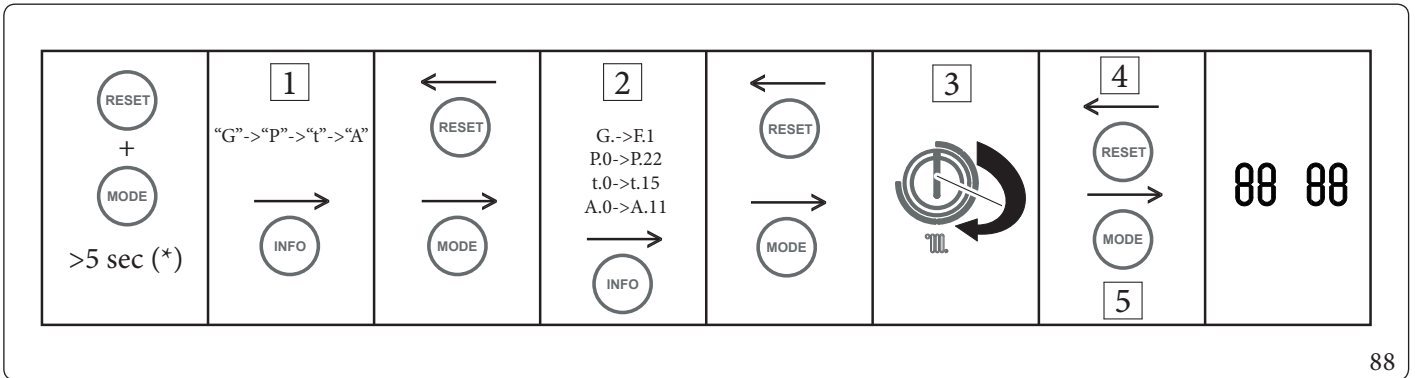 RESET
+
MODE
>5 sec (*)
1
"G"->"P"->"t"->"A"
INFO
RESET
MODE
2
G.->F.1
P.0->P.22
t.0->t.15
A.0->A.11
INFO
RESET
MODE
3
4
RESET
MODE
5
88 88
88